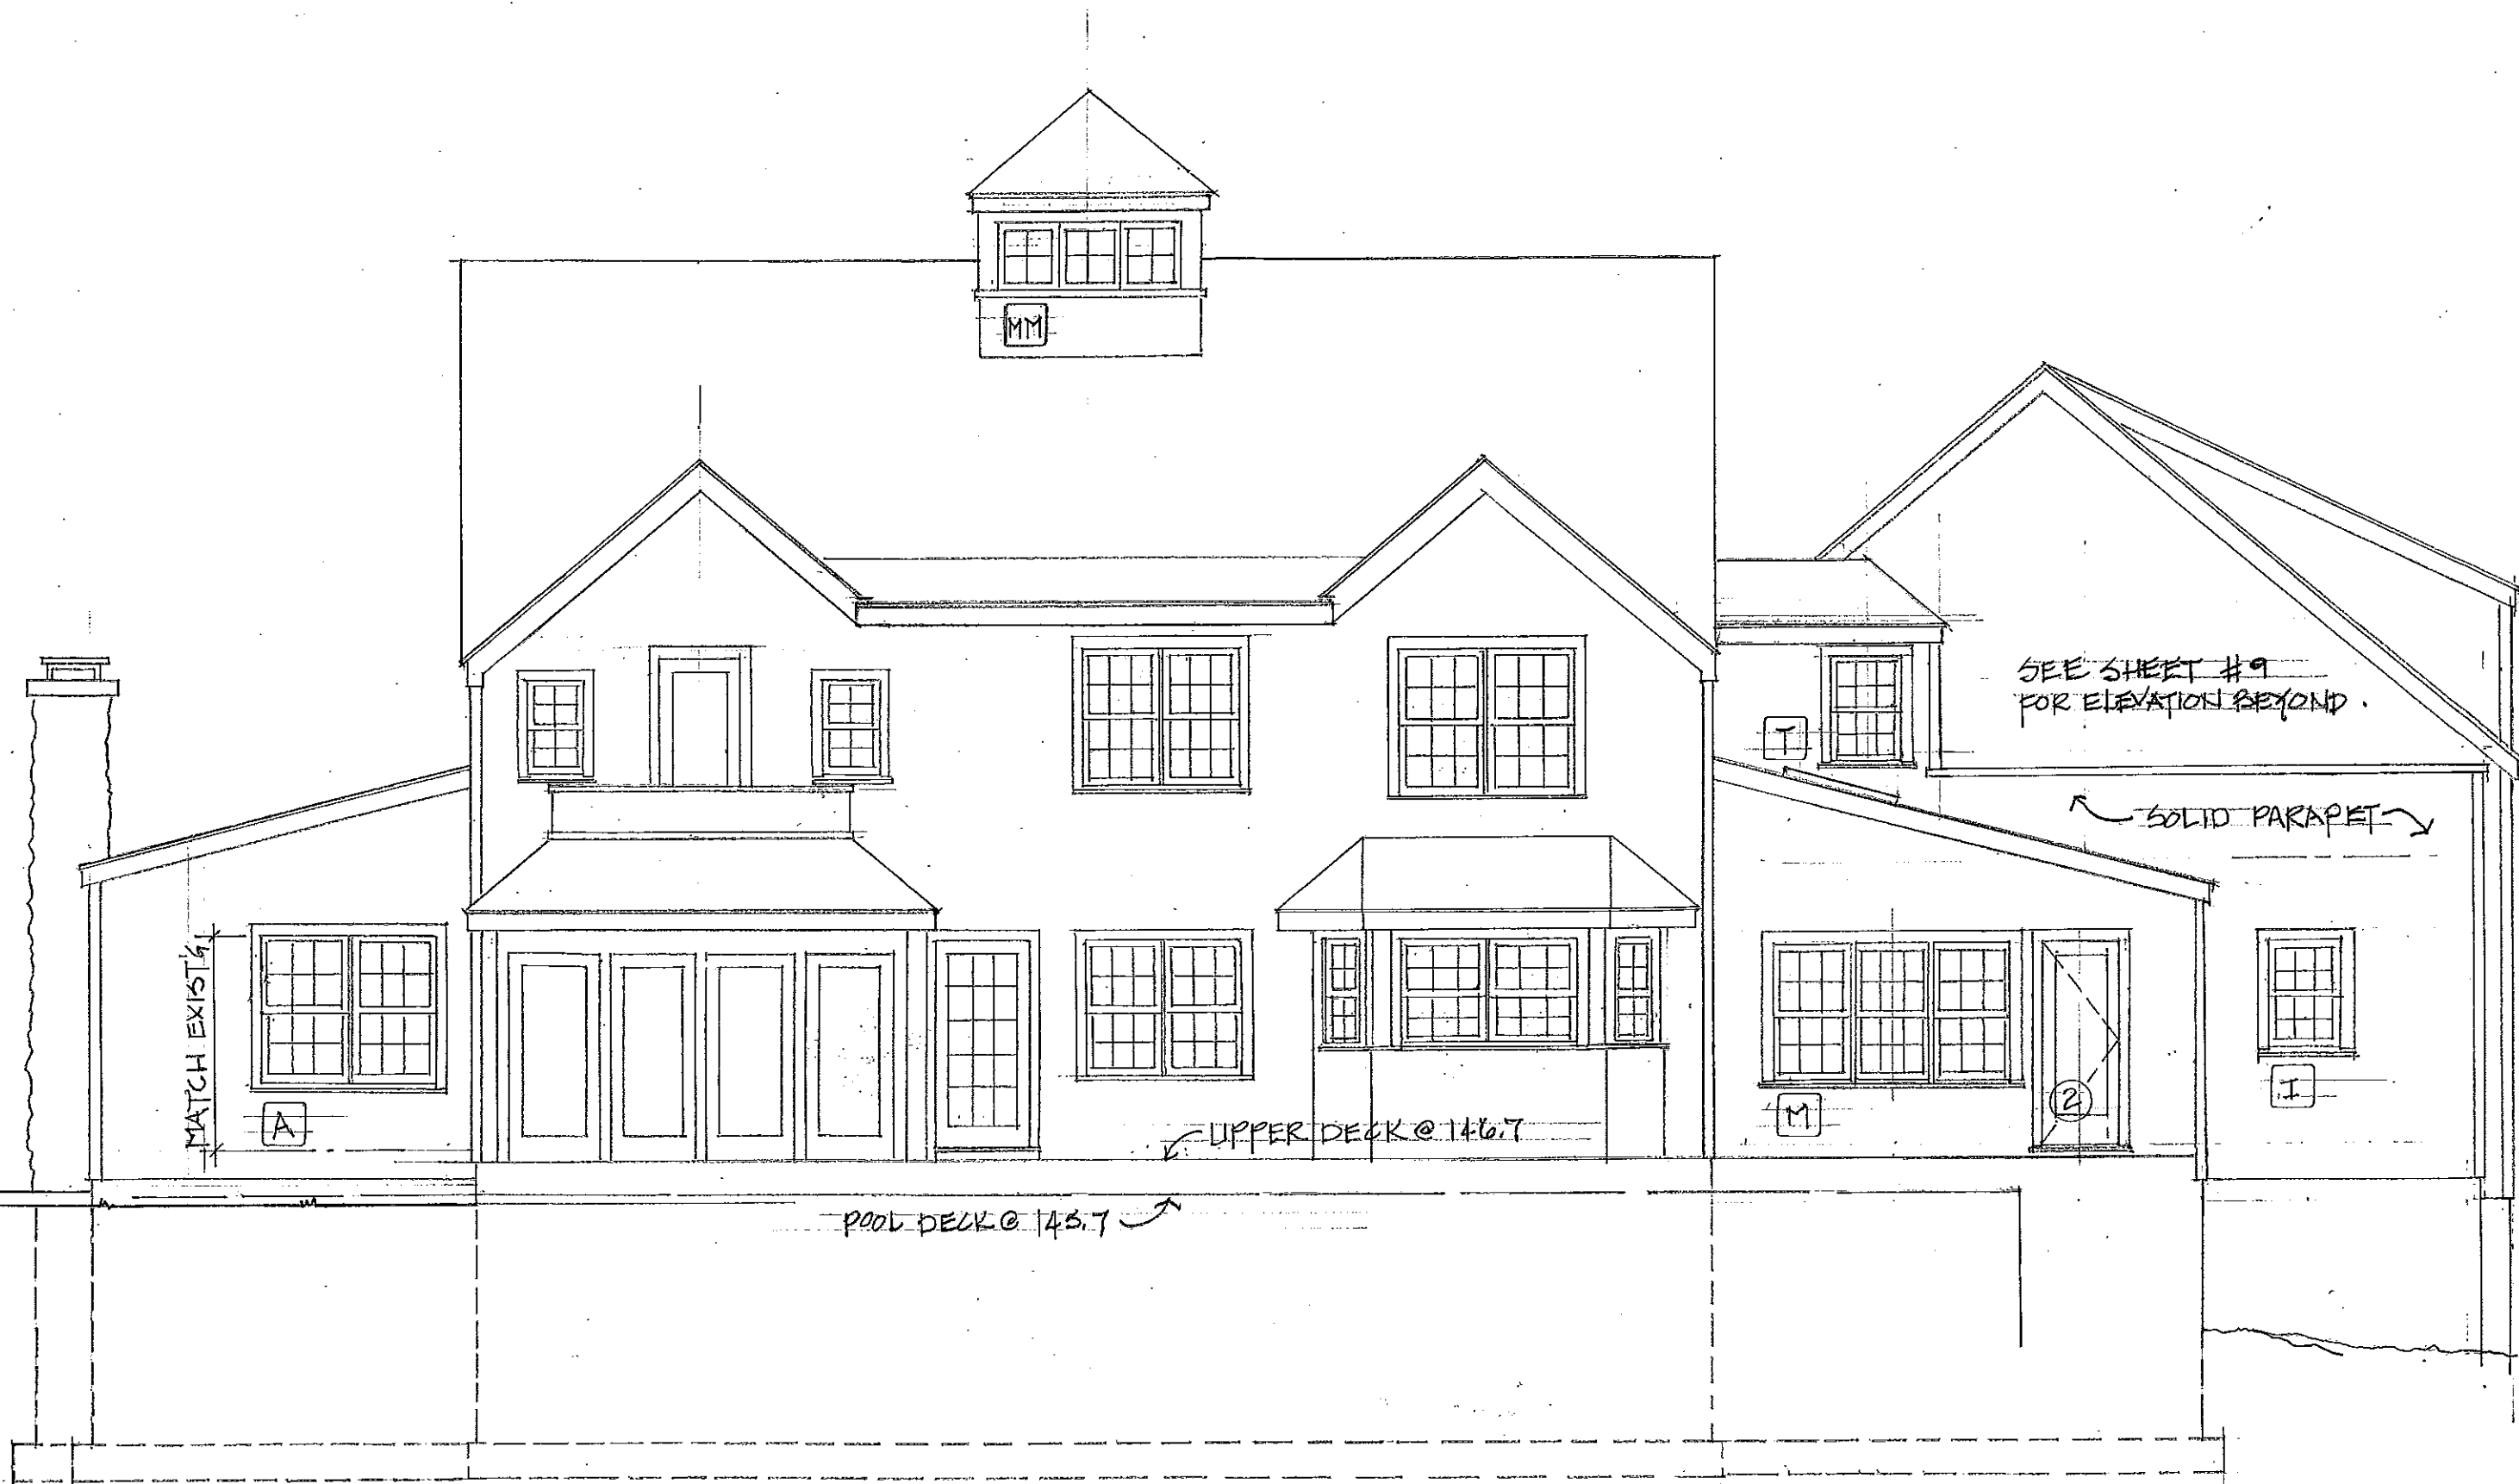 MM
SEE SHEET #9
FOR ELEVATION BEYOND.
T
SOLID PARAPET
MATCH EXIST'G
A
UPPER DECK @ 146.7
M
2
I
POOL DECK @ 145.7